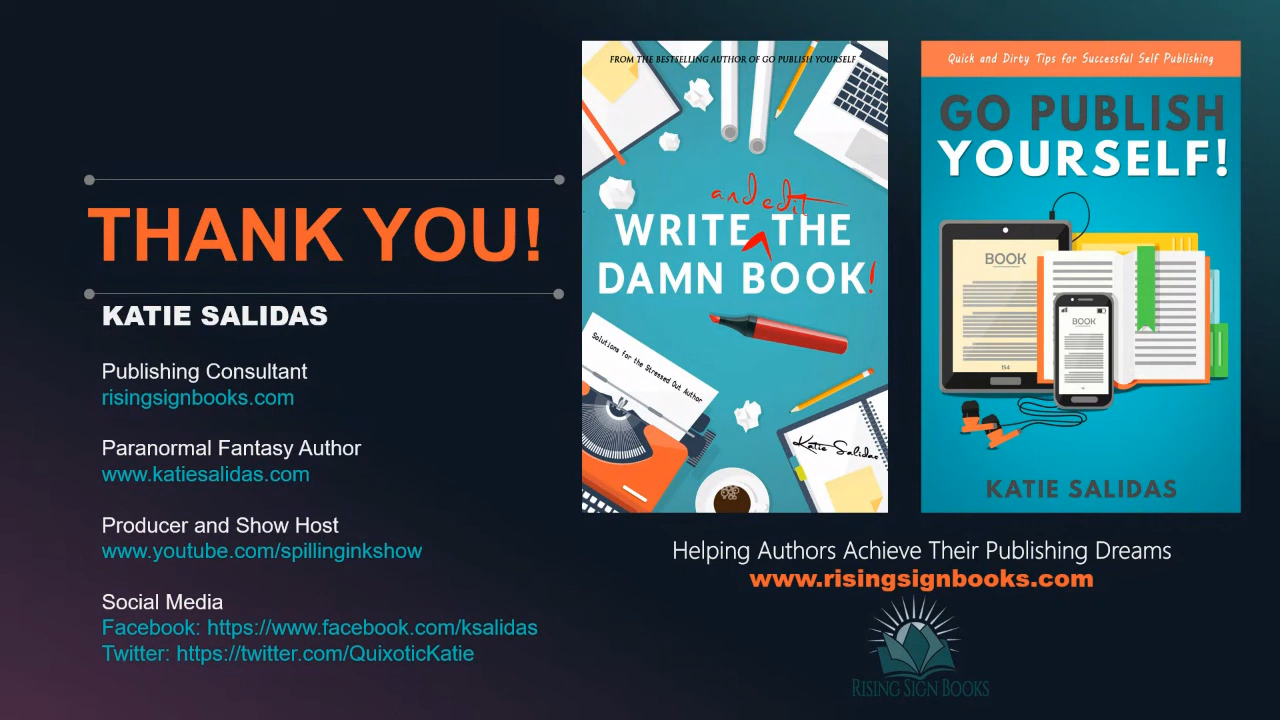 THANK YOU!
KATIE SALIDAS
Publishing Consultant
risingsignbooks.com
Paranormal Fantasy Author
www.katiesalidas.com
Producer and Show Host
www.youtube.com/spillinginkshow
Social Media
Facebook: https://www.facebook.com/ksalidas
Twitter: https://twitter.com/QuixoticKatie
FROM THE BESTSELLING AUTHOR OF GO PUBLISH YOURSELF
and edit
WRITE THE
DAMN BOOK!
Solutions for the Stressed Out Author
Katie Salidas
Quick and Dirty Tips for Successful Self Publishing
GO PUBLISH
YOURSELF!
BOOK
154
BOOK
KATIE SALIDAS
Helping Authors Achieve Their Publishing Dreams
www.risingsignbooks.com
RISING SIGN BOOKS